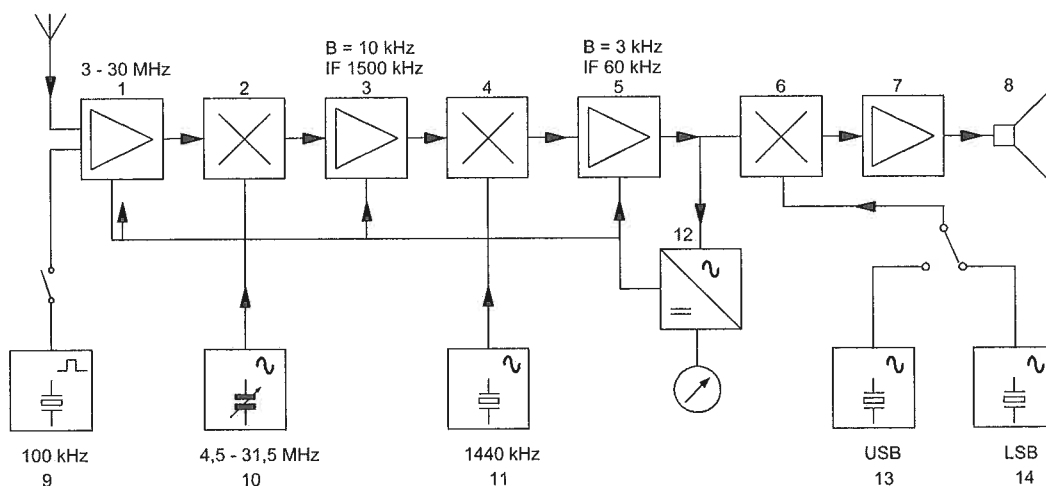 B = 10 kHz
IF 1500 kHz
B = 3 kHz
IF 60 kHz
3 - 30 MHz
1
2
3
4
5
6
7
8
12
100 kHz
9
4,5 - 31,5 MHz
10
1440 kHz
11
USB
13
LSB
14